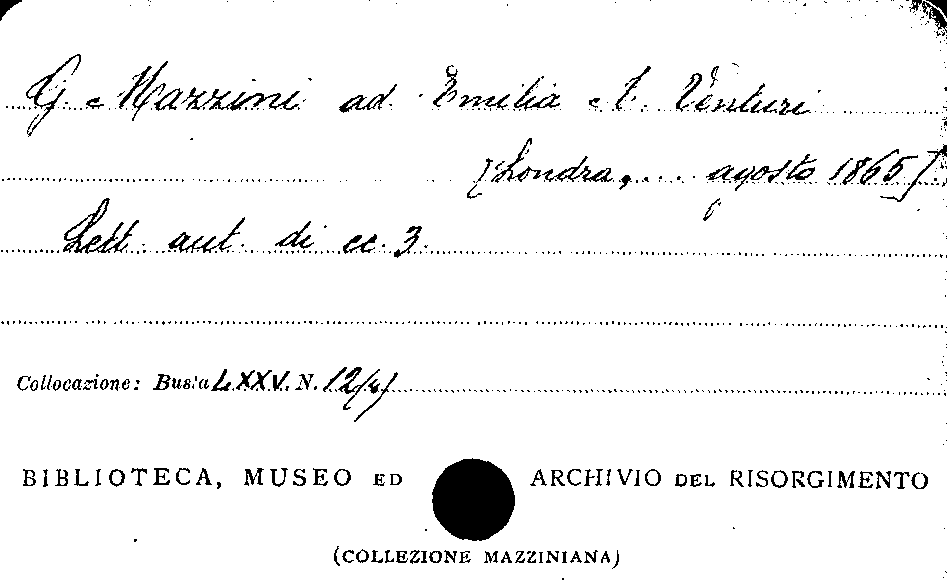 G. Mazzini ad Emilia A. Venturi
[Londra, ... agosto 1865].
Lett. aut. di cc. 3.
Collocazione: Busta LXXV. N. 12/4/
BIBLIOTECA, MUSEO ED ARCHIVIO DEL RISORGIMENTO
(COLLEZIONE MAZZINIANA)